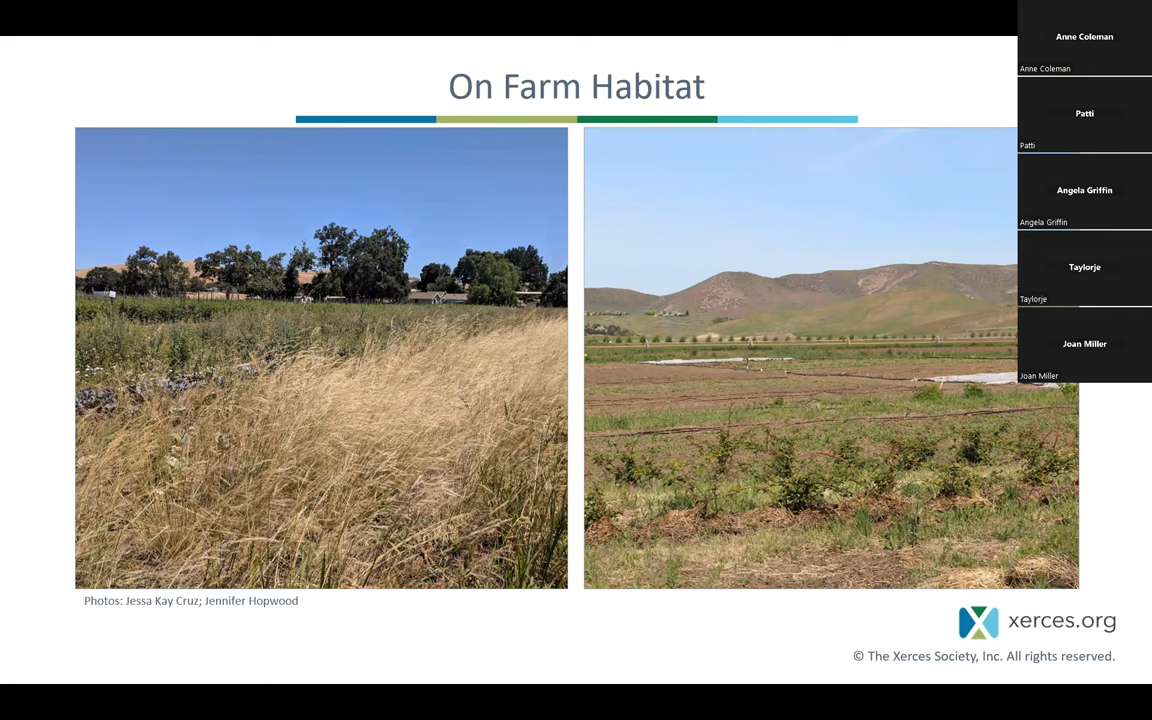 On Farm Habitat
Anne Coleman
Anne Coleman
Patti
Patti
Angela Griffin
Angela Griffin
Taylorje
Taylorje
Joan Miller
Joan Miller
Photos: Jessa Kay Cruz; Jennifer Hopwood
xerces.org
© The Xerces Society, Inc. All rights reserved.